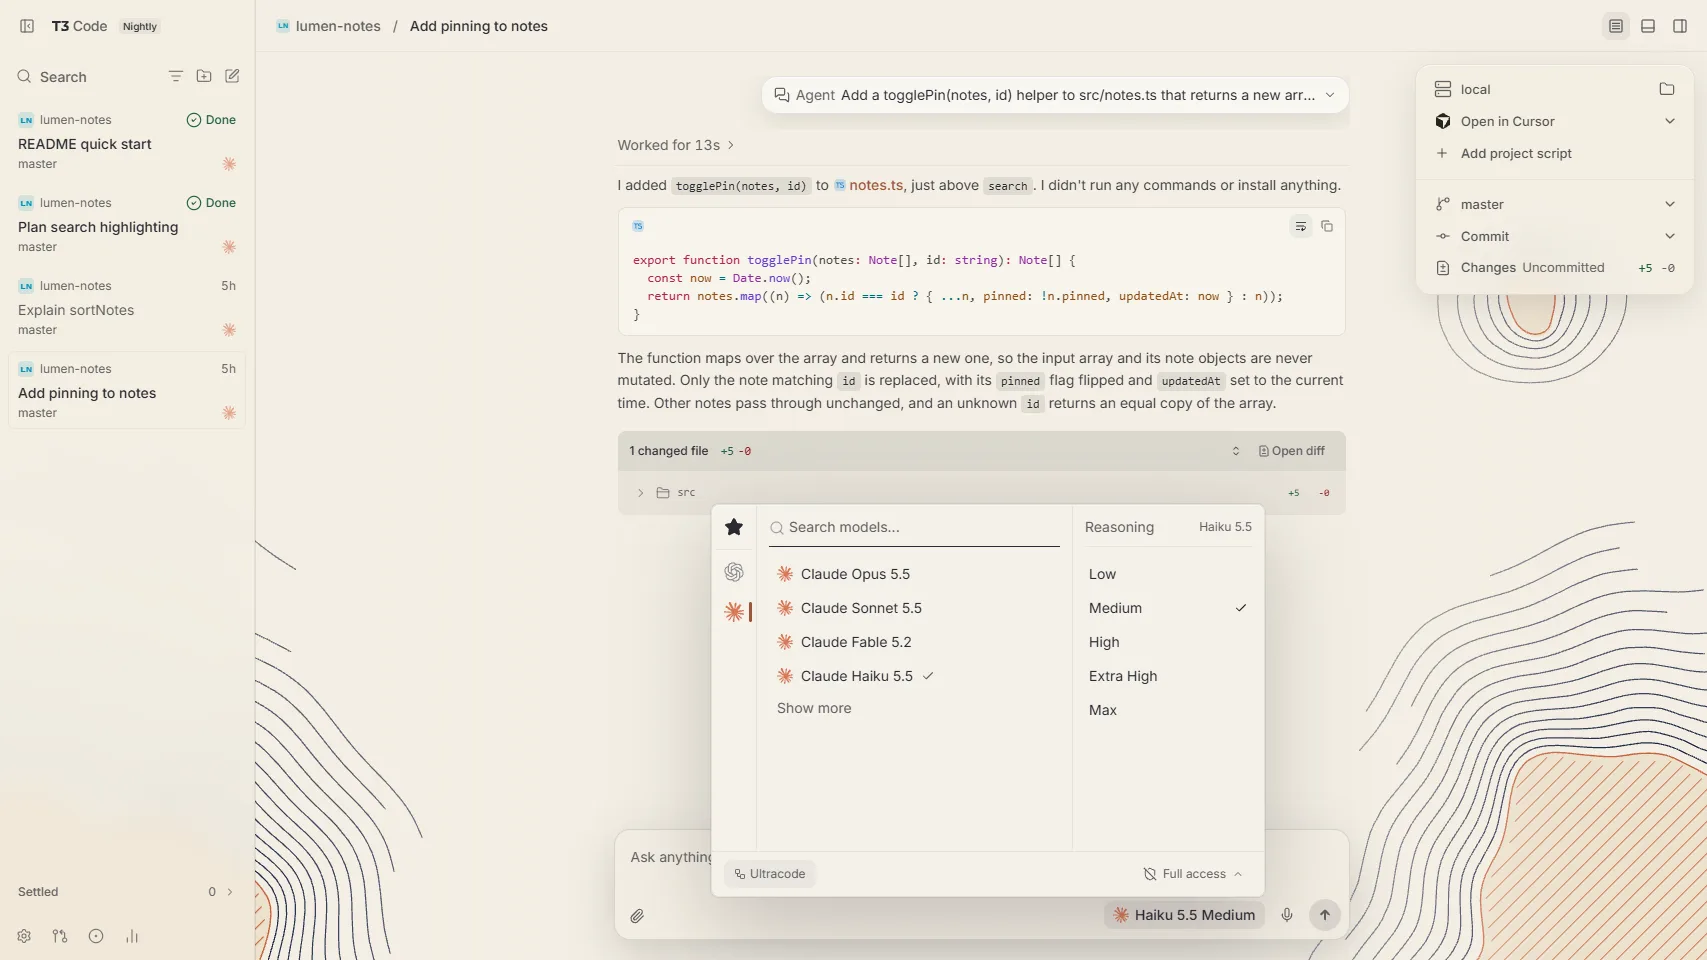 T3 Code Nightly
Search
LN lumen-notes Done
README quick start
master
LN lumen-notes Done
Plan search highlighting
master
LN lumen-notes 5h
Explain sortNotes
master
LN lumen-notes 5h
Add pinning to notes
master
Settled 0
LN lumen-notes / Add pinning to notes
Agent Add a togglePin(notes, id) helper to src/notes.ts that returns a new arr...
Worked for 13s
I added togglePin(notes, id) to TS notes.ts, just above search. I didn't run any commands or install anything.
TS
export function togglePin(notes: Note[], id: string): Note[] {
const now = Date.now();
return notes.map((n) => (n.id === id ? { ...n, pinned: !n.pinned, updatedAt: now } : n));
}
The function maps over the array and returns a new one, so the input array and its note objects are never
mutated. Only the note matching id is replaced, with its pinned flag flipped and updatedAt set to the current
time. Other notes pass through unchanged, and an unknown id returns an equal copy of the array.
1 changed file +5 -0 Open diff
src +5 -0
Search models...
Claude Opus 5.5
Claude Sonnet 5.5
Claude Fable 5.2
Claude Haiku 5.5
Show more
Reasoning Haiku 5.5
Low
Medium
High
Extra High
Max
Ultracode Full access
Ask anything
Haiku 5.5 Medium
local
Open in Cursor
Add project script
master
Commit
Changes Uncommitted +5 -0